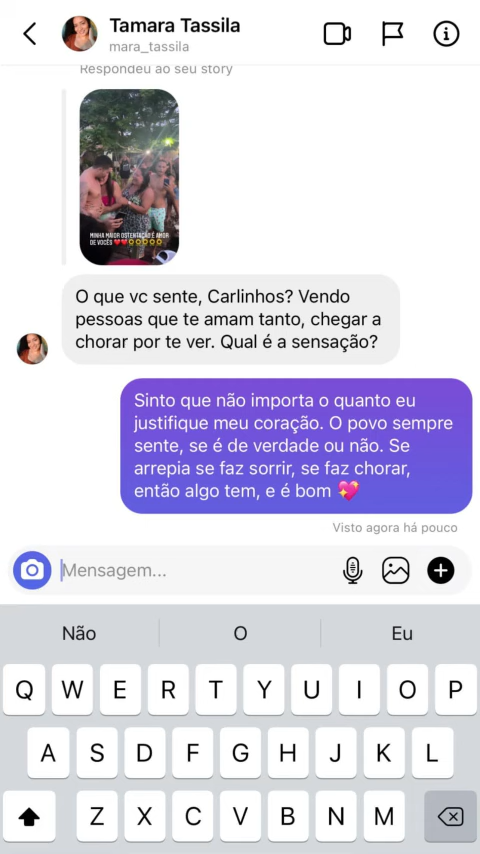 Tamara Tassila
mara_tassila
Respondeu ao seu story
MINHA MAIOR OSTENTAÇÃO É AMOR
DE VOCÊS ❤️❤️🌻🌻🌻🌻🌻
O que vc sente, Carlinhos? Vendo
pessoas que te amam tanto, chegar a
chorar por te ver. Qual é a sensação?
Sinto que não importa o quanto eu
justifique meu coração. O povo sempre
sente, se é de verdade ou não. Se
arrepia se faz sorrir, se faz chorar,
então algo tem, e é bom 💖
Visto agora há pouco
Mensagem...
Não O Eu
Q W E R T Y U I O P
A S D F G H J K L
Z X C V B N M